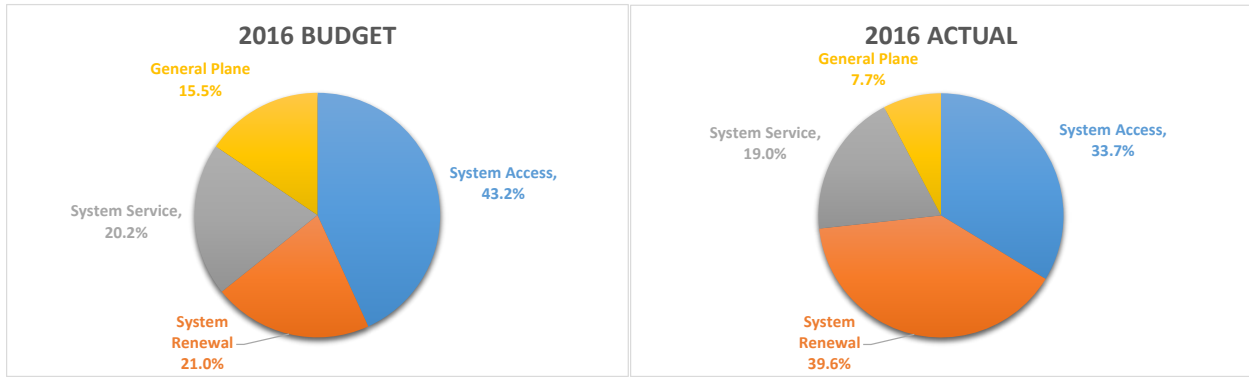 2016 BUDGET
General Plane
15.5%
System Access,
43.2%
System Service,
20.2%
System
Renewal
21.0%
2016 ACTUAL
General Plane
7.7%
System Access,
33.7%
System Service,
19.0%
System
Renewal
39.6%